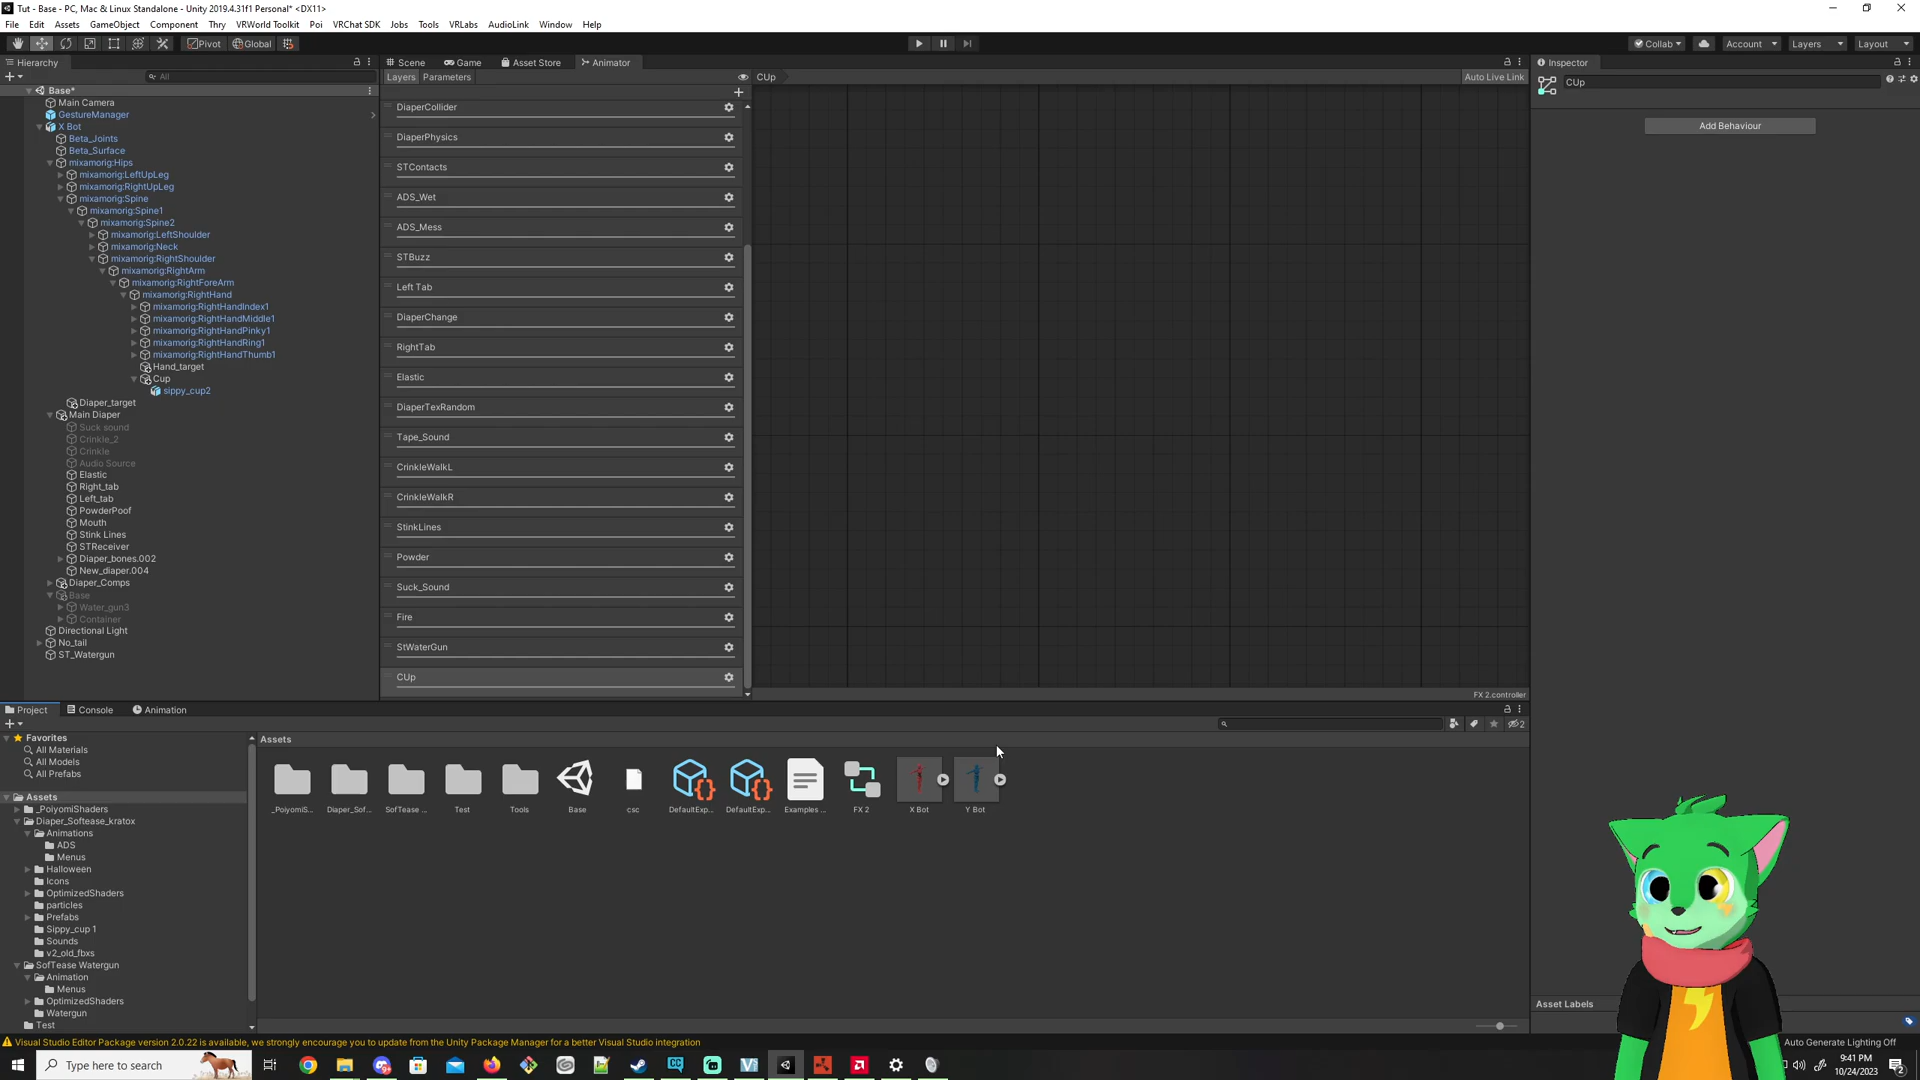 Tut - Base - PC, Mac & Linux Standalone - Unity 2019.4.31f1 Personal* <DX11>
File Edit Assets GameObject Component Thry VRWorld Toolkit Poi VRChat SDK Jobs Tools VRLabs AudioLink Window Help
Pivot Global Collab Account Layers Layout
Hierarchy
All
Base*
Main Camera
GestureManager
X Bot
Beta_Joints
Beta_Surface
mixamorig:Hips
mixamorig:LeftUpLeg
mixamorig:RightUpLeg
mixamorig:Spine
mixamorig:Spine1
mixamorig:Spine2
mixamorig:LeftShoulder
mixamorig:Neck
mixamorig:RightShoulder
mixamorig:RightArm
mixamorig:RightForeArm
mixamorig:RightHand
mixamorig:RightHandIndex1
mixamorig:RightHandMiddle1
mixamorig:RightHandPinky1
mixamorig:RightHandRing1
mixamorig:RightHandThumb1
Hand_target
Cup
sippy_cup2
Diaper_target
Main Diaper
Suck sound
Crinkle_2
Crinkle
Audio Source
Elastic
Right_tab
Left_tab
PowderPoof
Mouth
Stink Lines
STReceiver
Diaper_bones.002
New_diaper.004
Diaper_Comps
Base
Water_gun3
Container
Directional Light
No_tail
ST_Watergun
Scene Game Asset Store Animator
Layers Parameters
DiaperCollider
DiaperPhysics
STContacts
ADS_Wet
ADS_Mess
STBuzz
Left Tab
DiaperChange
RightTab
Elastic
DiaperTexRandom
Tape_Sound
CrinkleWalkL
CrinkleWalkR
StinkLines
Powder
Suck_Sound
Fire
StWaterGun
CUp
CUp
Auto Live Link
FX 2.controller
Inspector
CUp
Add Behaviour
Asset Labels
Project Console Animation
2
Favorites
All Materials
All Models
All Prefabs
Assets
_PoiyomiShaders
Diaper_Softease_kratox
Animations
ADS
Menus
Halloween
Icons
OptimizedShaders
particles
Prefabs
Sippy_cup 1
Sounds
v2_old_fbxs
SofTease Watergun
Animation
Menus
OptimizedShaders
Watergun
Test
Assets
_PoiyomiS... Diaper_Sof... SofTease ... Test Tools Base csc DefaultExp... DefaultExp... Examples ... FX 2 X Bot Y Bot
Visual Studio Editor Package version 2.0.22 is available, we strongly encourage you to update from the Unity Package Manager for a better Visual Studio integration
Auto Generate Lighting Off
Type here to search
9:41 PM
10/24/2023
2